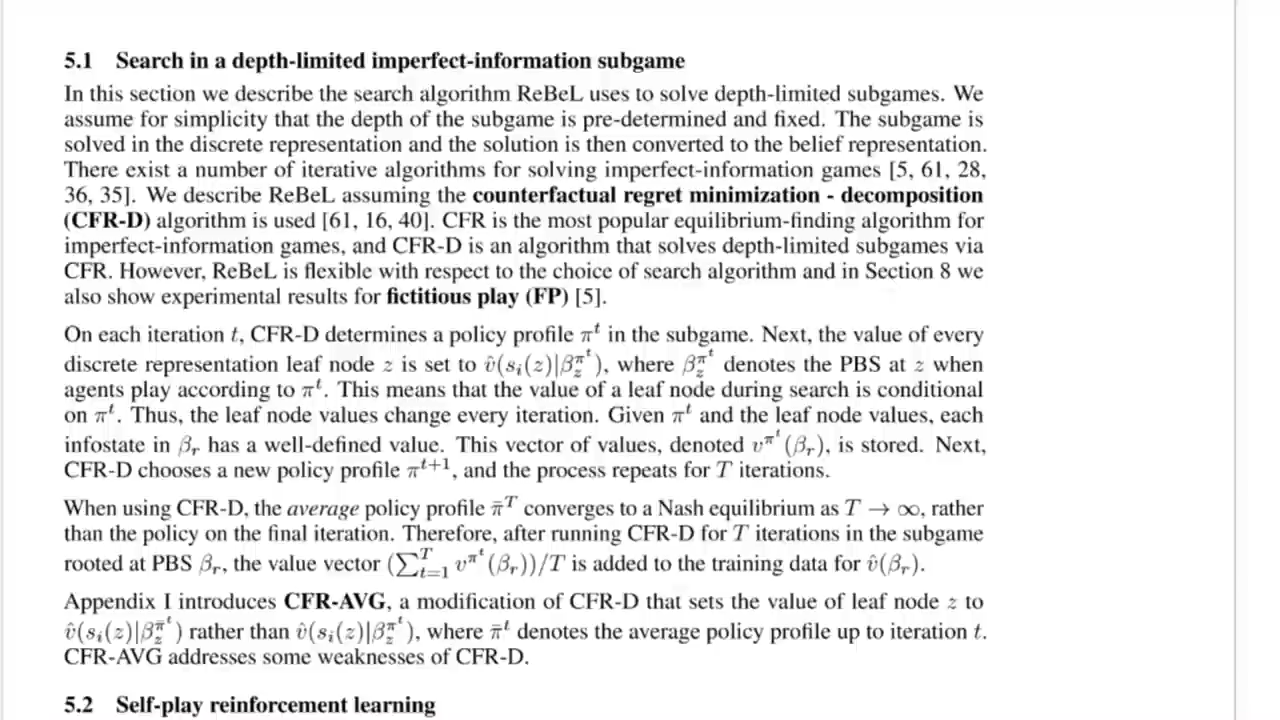 5.1 Search in a depth-limited imperfect-information subgame
In this section we describe the search algorithm ReBeL uses to solve depth-limited subgames. We
assume for simplicity that the depth of the subgame is pre-determined and fixed. The subgame is
solved in the discrete representation and the solution is then converted to the belief representation.
There exist a number of iterative algorithms for solving imperfect-information games [5, 61, 28,
36, 35]. We describe ReBeL assuming the counterfactual regret minimization - decomposition
(CFR-D) algorithm is used [61, 16, 40]. CFR is the most popular equilibrium-finding algorithm for
imperfect-information games, and CFR-D is an algorithm that solves depth-limited subgames via
CFR. However, ReBeL is flexible with respect to the choice of search algorithm and in Section 8 we
also show experimental results for fictitious play (FP) [5].
On each iteration t, CFR-D determines a policy profile π^t in the subgame. Next, the value of every
discrete representation leaf node z is set to v̂(s_i(z)|β_z^{π^t}), where β_z^{π^t} denotes the PBS at z when
agents play according to π^t. This means that the value of a leaf node during search is conditional
on π^t. Thus, the leaf node values change every iteration. Given π^t and the leaf node values, each
infostate in β_r has a well-defined value. This vector of values, denoted v^{π^t}(β_r), is stored. Next,
CFR-D chooses a new policy profile π^{t+1}, and the process repeats for T iterations.
When using CFR-D, the average policy profile π̄^T converges to a Nash equilibrium as T → ∞, rather
than the policy on the final iteration. Therefore, after running CFR-D for T iterations in the subgame
rooted at PBS β_r, the value vector (∑_{t=1}^T v^{π^t}(β_r))/T is added to the training data for v̂(β_r).
Appendix I introduces CFR-AVG, a modification of CFR-D that sets the value of leaf node z to
v̂(s_i(z)|β_z^{π̄^t}) rather than v̂(s_i(z)|β_z^{π^t}), where π̄^t denotes the average policy profile up to iteration t.
CFR-AVG addresses some weaknesses of CFR-D.
5.2 Self-play reinforcement learning